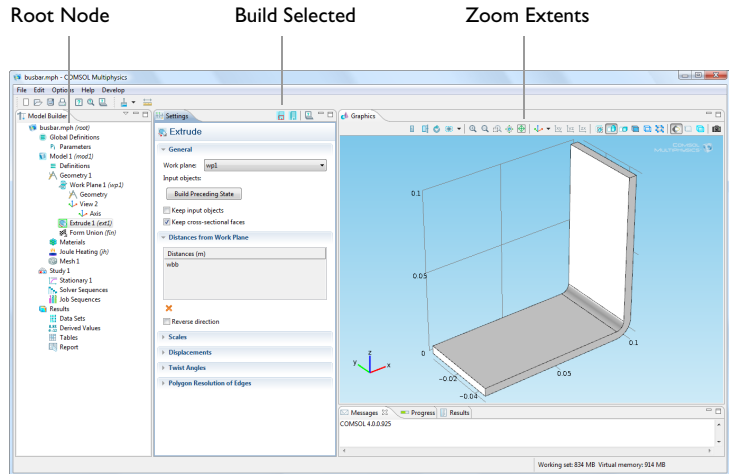 Root Node
Build Selected
Zoom Extents
busbar.mph - COMSOL Multiphysics
File Edit Options Help Develop
Model Builder
busbar.mph (root)
Global Definitions
Parameters
Model 1 (mod1)
Definitions
Geometry 1
Work Plane 1 (wp1)
Geometry
View 2
Axis
Extrude 1 (ext1)
Form Union (fin)
Materials
Joule Heating (jh)
Mesh 1
Study 1
Stationary 1
Solver Sequences
Job Sequences
Results
Data Sets
Derived Values
Tables
Report
Settings
Extrude
General
Work plane: wp1
Input objects:
Build Preceding State
Keep input objects
Keep cross-sectional faces
Distances from Work Plane
Distances (m)
wbb
Reverse direction
Scales
Displacements
Twist Angles
Polygon Resolution of Edges
Graphics
COMSOL
MULTIPHYSICS
0.1
0.05
0
0.1
0.05
-0.02
-0.04
y z x
Messages Progress Results
COMSOL 4.0.0.925
Working set: 834 MB Virtual memory: 914 MB